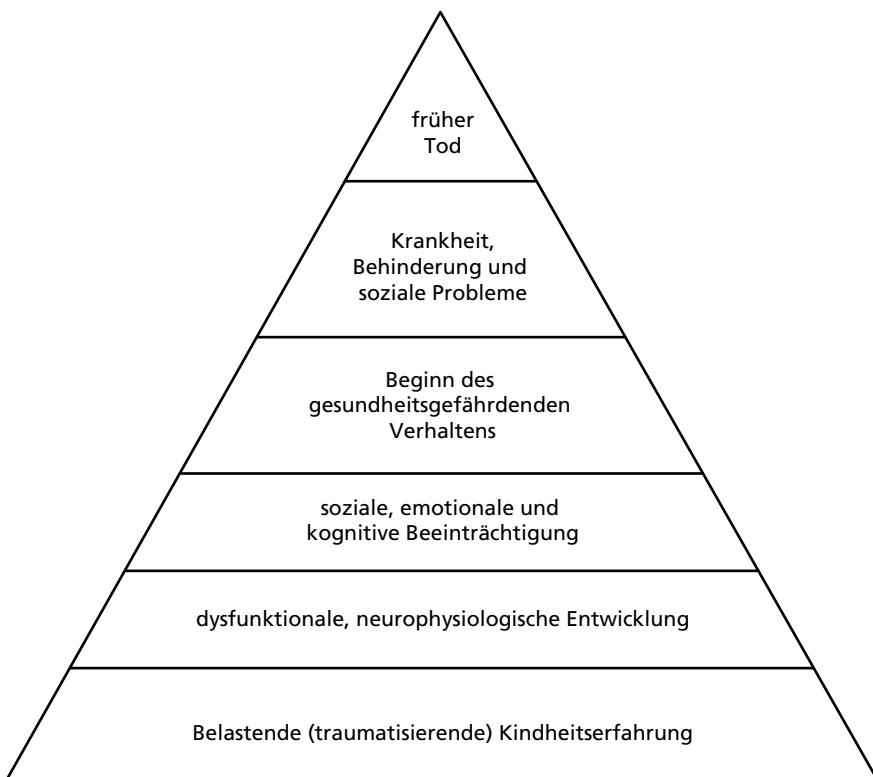 früher
Tod
Krankheit,
Behinderung und
soziale Probleme
Beginn des
gesundheitsgefährdenden
Verhaltens
soziale, emotionale und
kognitive Beeinträchtigung
dysfunktionale, neurophysiologische Entwicklung
Belastende (traumatisierende) Kindheitserfahrung